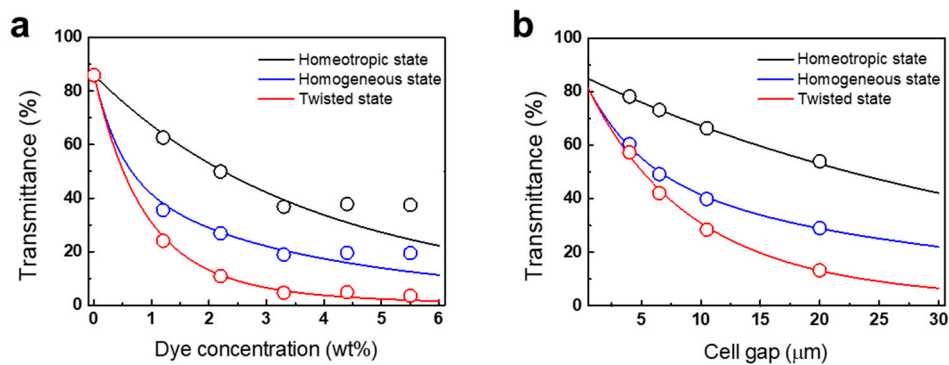 a
100
80
60
40
20
0
Transmittance (%)
Homeotropic state
Homogeneous state
Twisted state
0 1 2 3 4 5 6
Dye concentration (wt%)
b
100
80
60
40
20
0
Transmittance (%)
Homeotropic state
Homogeneous state
Twisted state
5 10 15 20 25 30
Cell gap (μm)